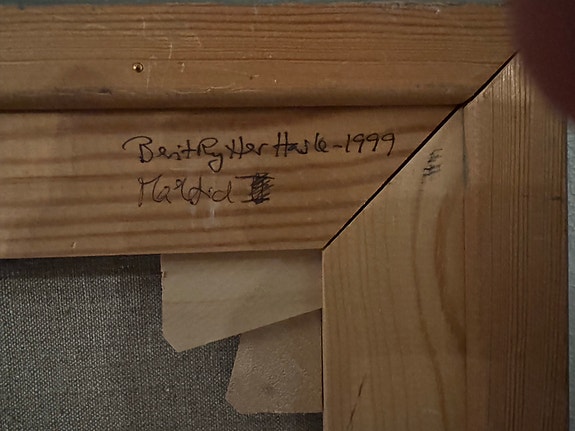 Berit Rytter Hasle - 1999